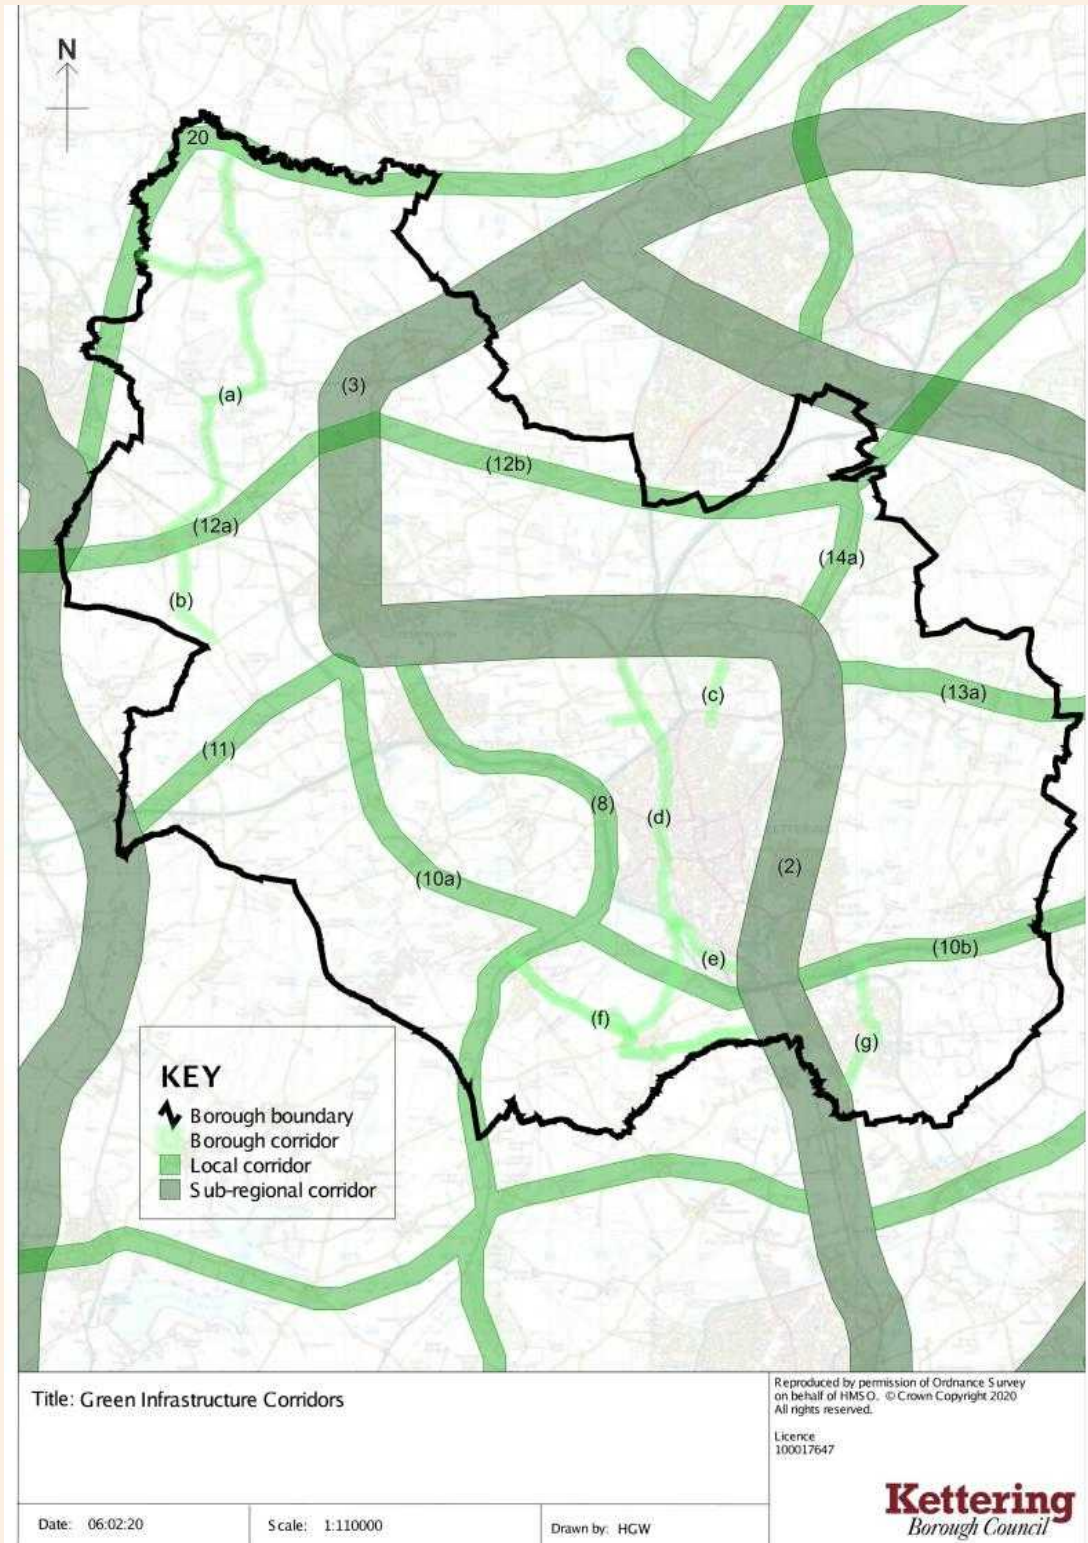 N
20
(a)
(3)
(12b)
(12a)
(14a)
(b)
(13a)
(c)
(11)
(8)
(d)
(2)
(10a)
(10b)
(e)
(f)
(g)
KEY
Borough boundary
Borough corridor
Local corridor
Sub-regional corridor
Title: Green Infrastructure Corridors
Reproduced by permission of Ordnance Survey
on behalf of HMSO. © Crown Copyright 2020
All rights reserved.
Licence
100017647
Kettering
Borough Council
Date: 06:02:20
Scale: 1:110000
Drawn by: HGW